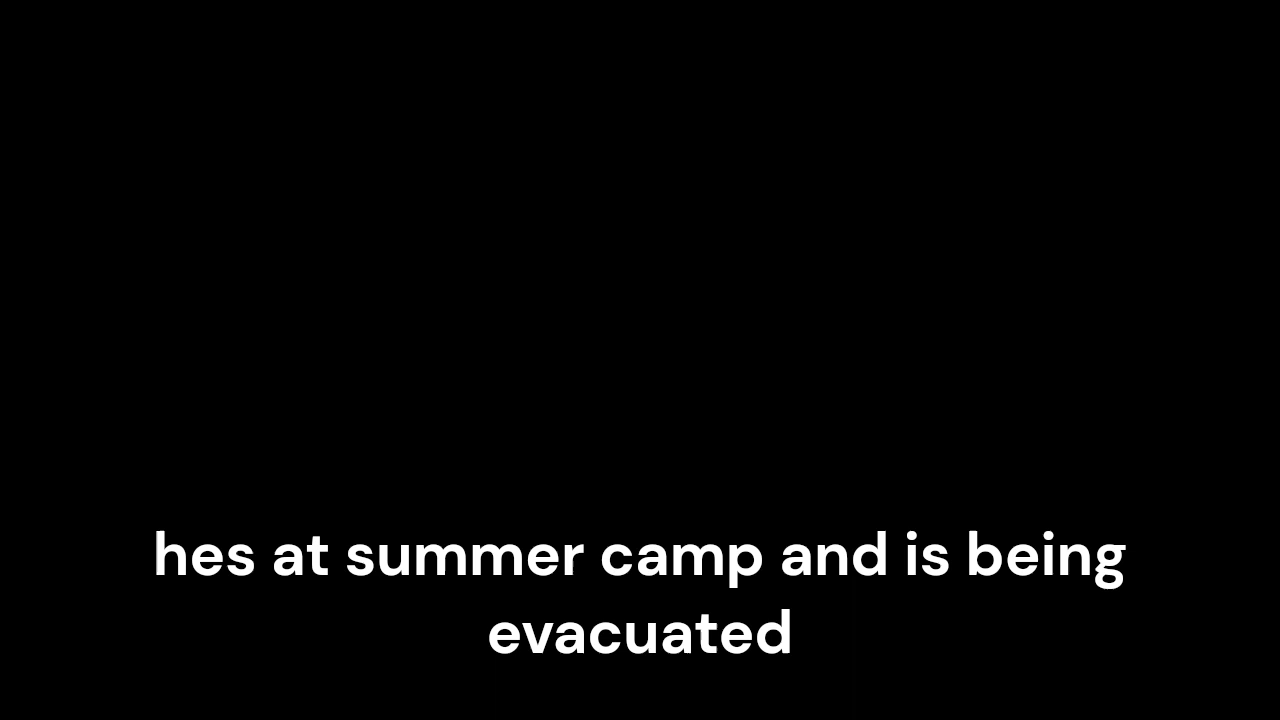 hes at summer camp and is being
evacuated